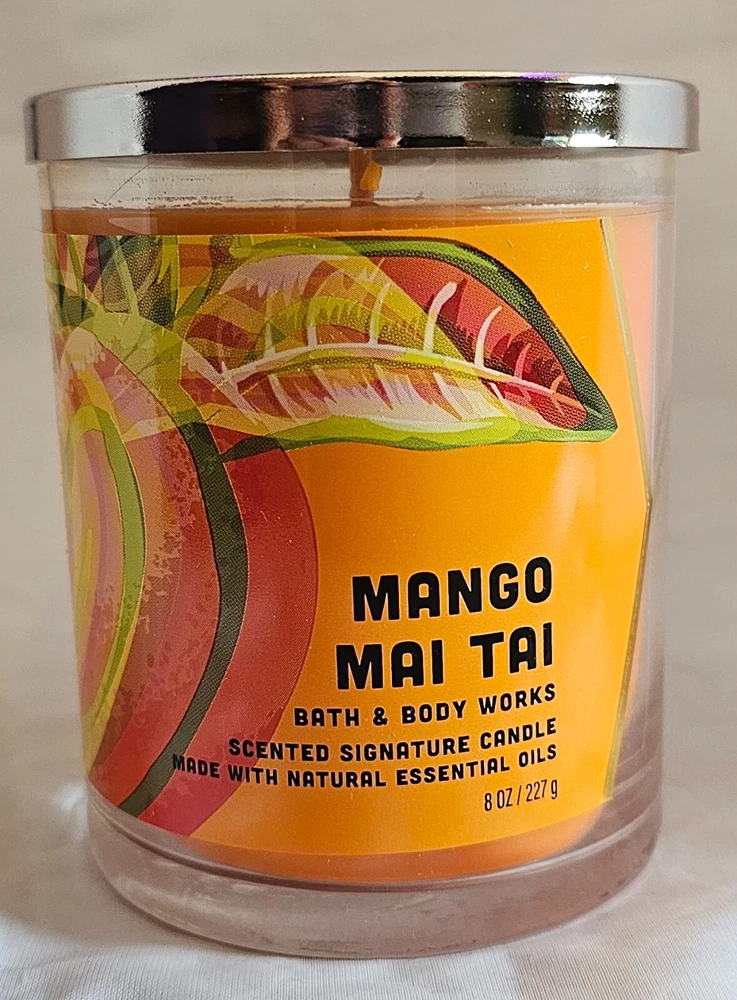 MANGO
MAI TAI
BATH & BODY WORKS
SCENTED SIGNATURE CANDLE
MADE WITH NATURAL ESSENTIAL OILS
8 OZ / 227 g